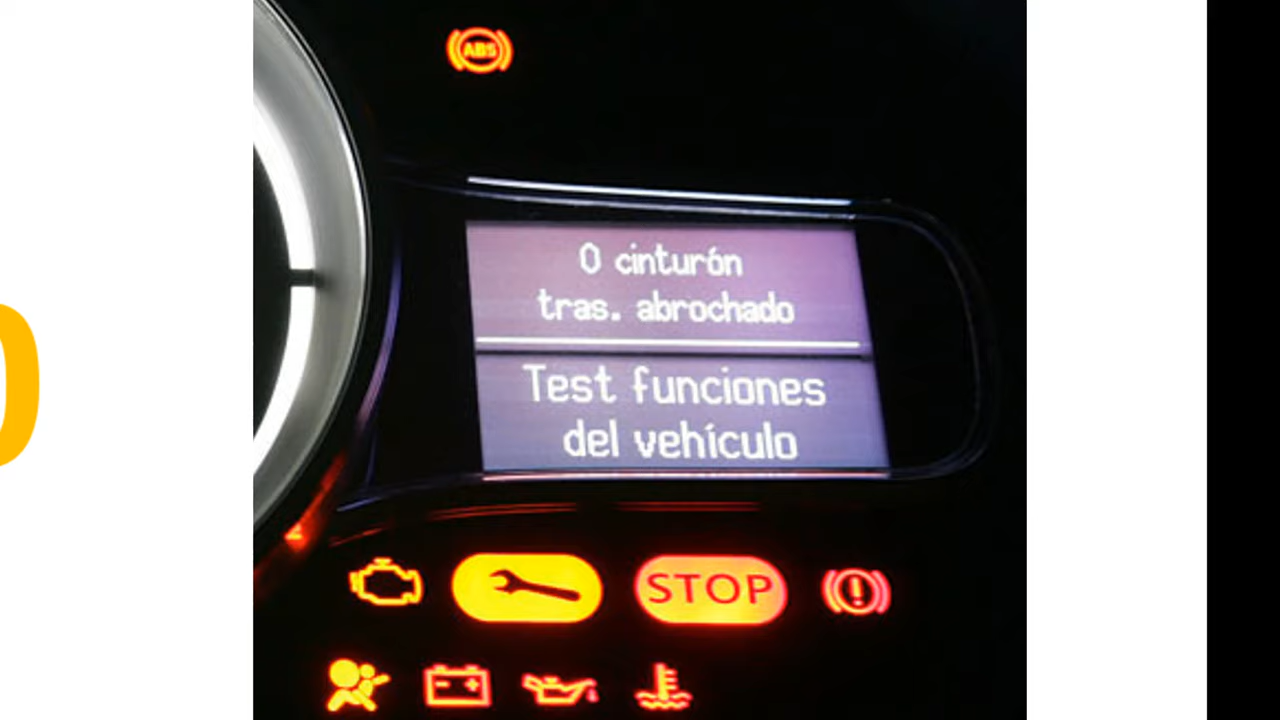 ABS
0 cinturón
tras. abrochado
Test funciones
del vehículo
STOP